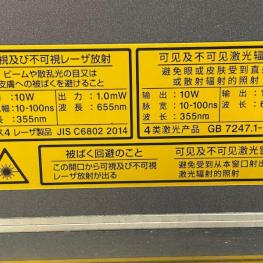 視及び不可視レーザ放射
ビームや散乱光の目又は
皮膚への被ばくを避けること
力：10W 出力：1.0mW
幅：10-100ns 波長：655nm
長：355nm
ス4 レーザ製品 JIS C6802 2014
可见及不可见激光辐
避免眼或皮肤受到直
或散射辐射的照射
输出：10W 输出：
脉宽：10-100ns 波长：
波长：355nm
4类激光产品 GB 7247.1-
被ばく回避のこと
この開口から可視及び不可視
レーザ放射が出る
可见及不可见激光窗
避免受到从本窗口射出
激光辐射的照射